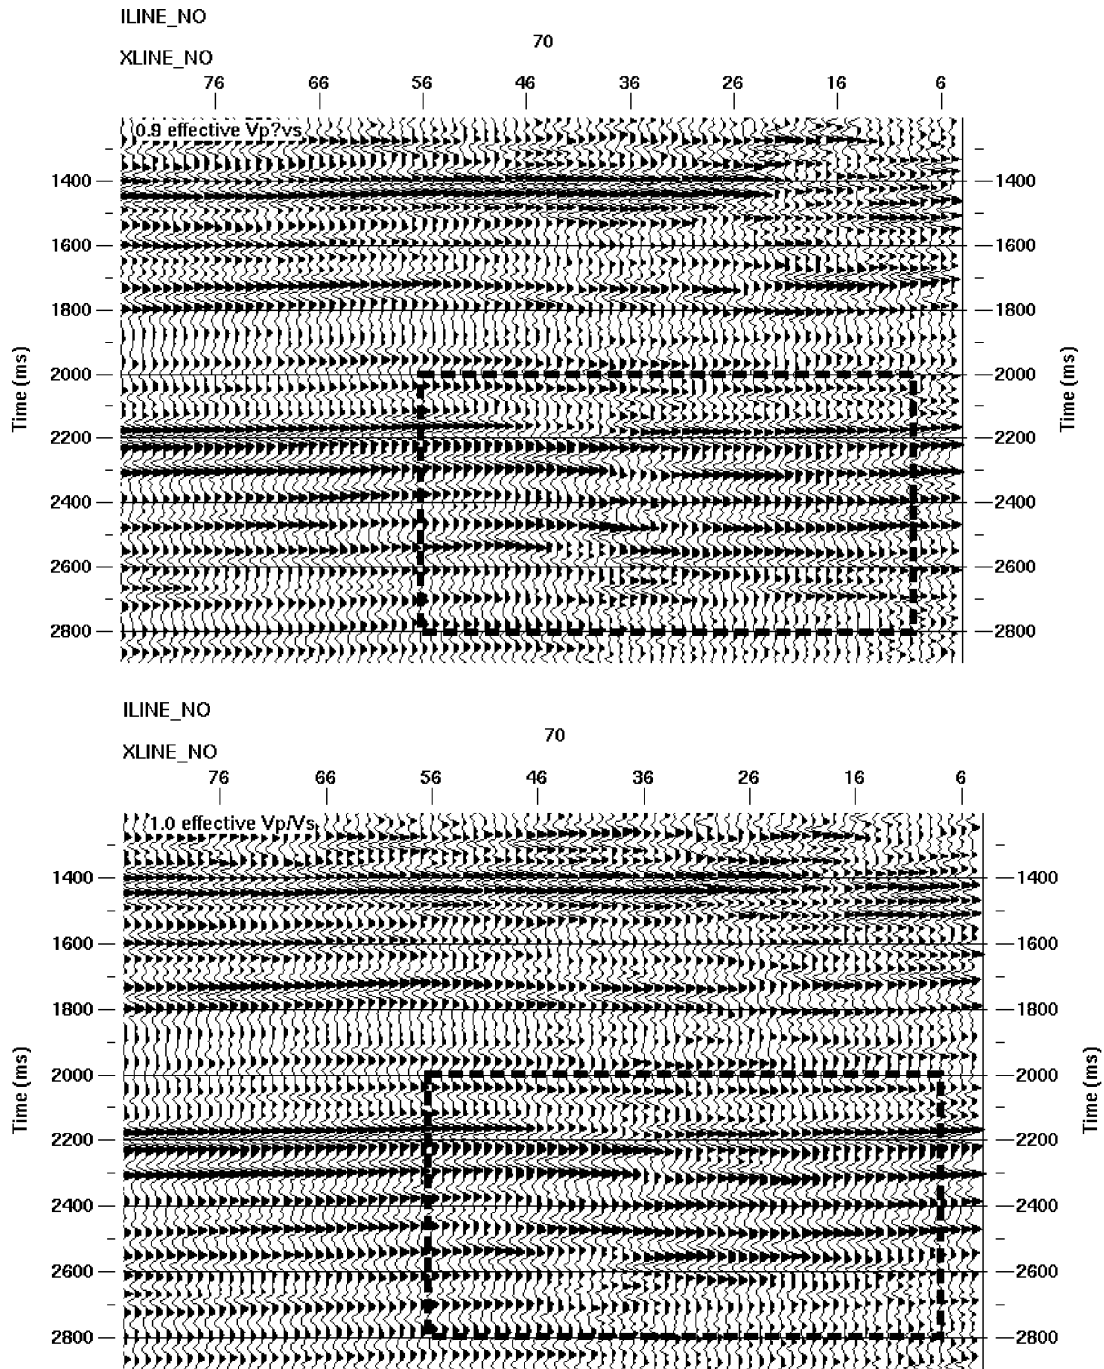 ILINE_NO
70
XLINE_NO
76 66 56 46 36 26 16 6
0.9 effective Vp?vs
1400 1400
1600 1600
1800 1800
2000 2000
2200 2200
2400 2400
2600 2600
2800 2800
Time (ms)
Time (ms)
ILINE_NO
70
XLINE_NO
76 66 56 46 36 26 16 6
1.0 effective Vp/Vs
1400 1400
1600 1600
1800 1800
2000 2000
2200 2200
2400 2400
2600 2600
2800 2800
Time (ms)
Time (ms)